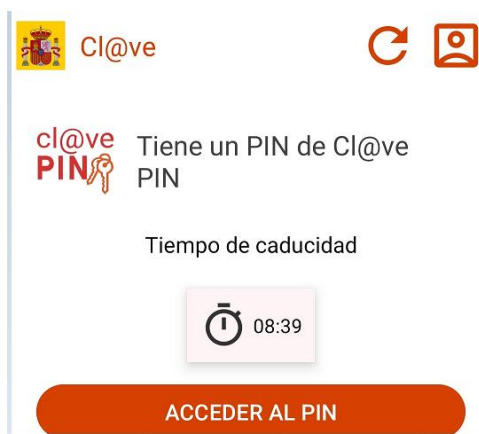 Cl@ve
cl@ve
PIN
Tiene un PIN de Cl@ve
PIN
Tiempo de caducidad
08:39
ACCEDER AL PIN